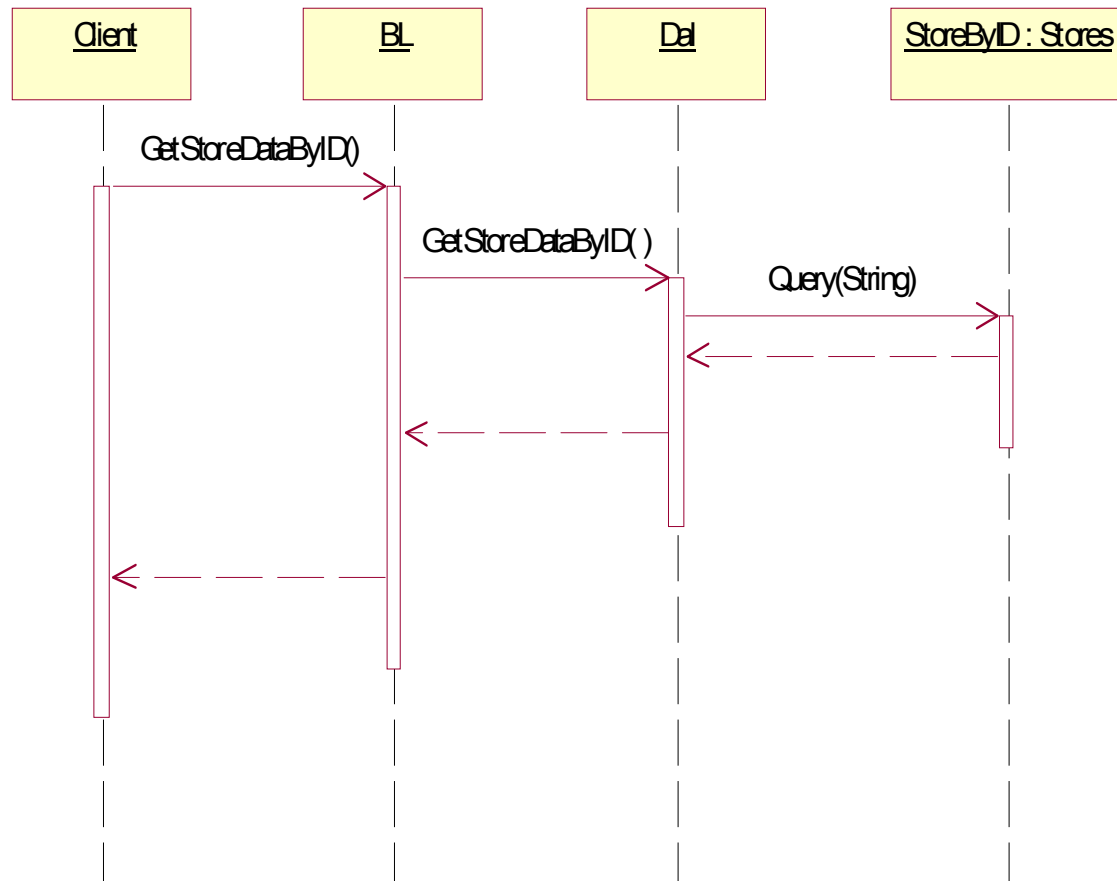 Client
BL
Dal
StoreByID : Stores
GetStoreDataByID()
GetStoreDataByID( )
Query(String)